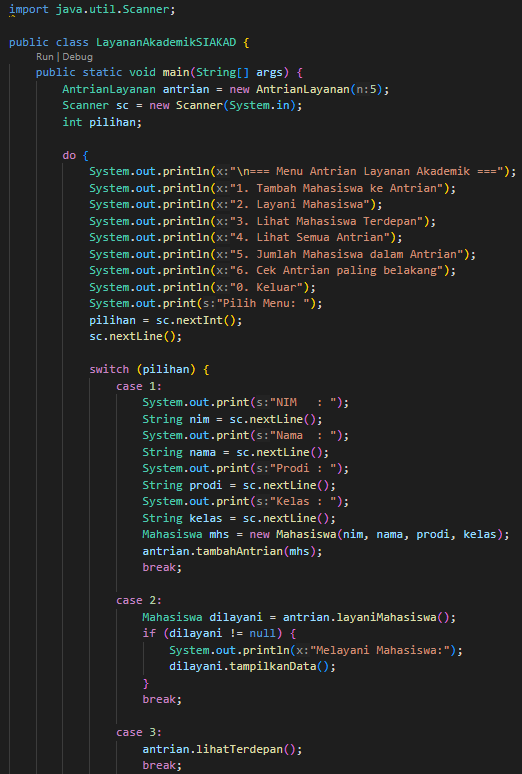 import java.util.Scanner;
public class LayananAkademikSIAKAD {
Run | Debug
public static void main(String[] args) {
AntrianLayanan antrian = new AntrianLayanan(n:5);
Scanner sc = new Scanner(System.in);
int pilihan;
do {
System.out.println(x:"\n=== Menu Antrian Layanan Akademik ===");
System.out.println(x:"1. Tambah Mahasiswa ke Antrian");
System.out.println(x:"2. Layani Mahasiswa");
System.out.println(x:"3. Lihat Mahasiswa Terdepan");
System.out.println(x:"4. Lihat Semua Antrian");
System.out.println(x:"5. Jumlah Mahasiswa dalam Antrian");
System.out.println(x:"6. Cek Antrian paling belakang");
System.out.println(x:"0. Keluar");
System.out.print(s:"Pilih Menu: ");
pilihan = sc.nextInt();
sc.nextLine();
switch (pilihan) {
case 1:
System.out.print(s:"NIM   : ");
String nim = sc.nextLine();
System.out.print(s:"Nama  : ");
String nama = sc.nextLine();
System.out.print(s:"Prodi : ");
String prodi = sc.nextLine();
System.out.print(s:"Kelas : ");
String kelas = sc.nextLine();
Mahasiswa mhs = new Mahasiswa(nim, nama, prodi, kelas);
antrian.tambahAntrian(mhs);
break;
case 2:
Mahasiswa dilayani = antrian.layaniMahasiswa();
if (dilayani != null) {
System.out.println(x:"Melayani Mahasiswa:");
dilayani.tampilkanData();
}
break;
case 3:
antrian.lihatTerdepan();
break;